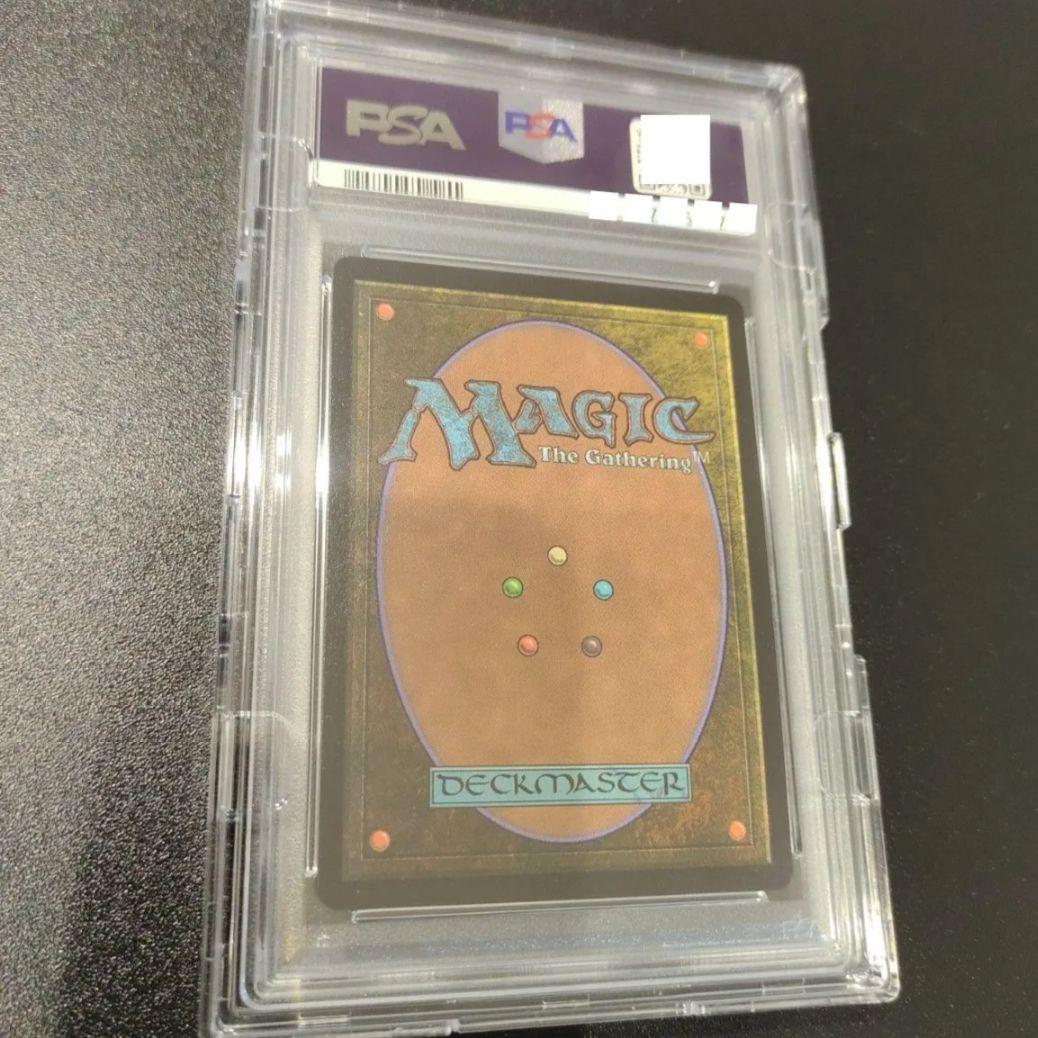 PSA PSA
MAGIC
The Gathering™
DECKMASTER